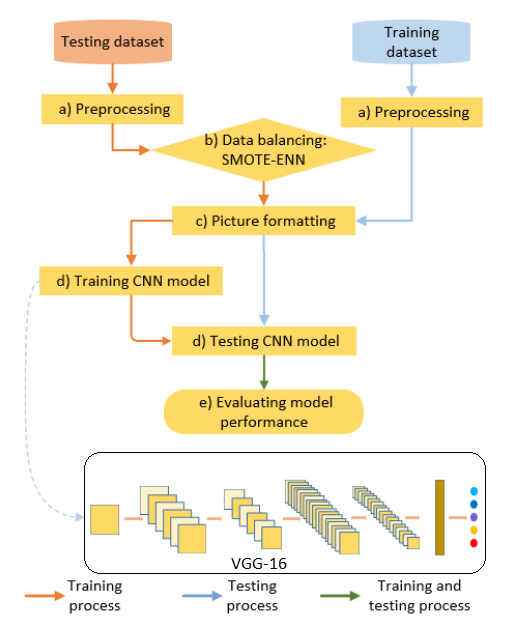 Testing dataset
Training
dataset
a) Preprocessing
a) Preprocessing
b) Data balancing:
SMOTE-ENN
c) Picture formatting
d) Training CNN model
d) Testing CNN model
e) Evaluating model
performance
VGG-16
Training
process
Testing
process
Training and
testing process